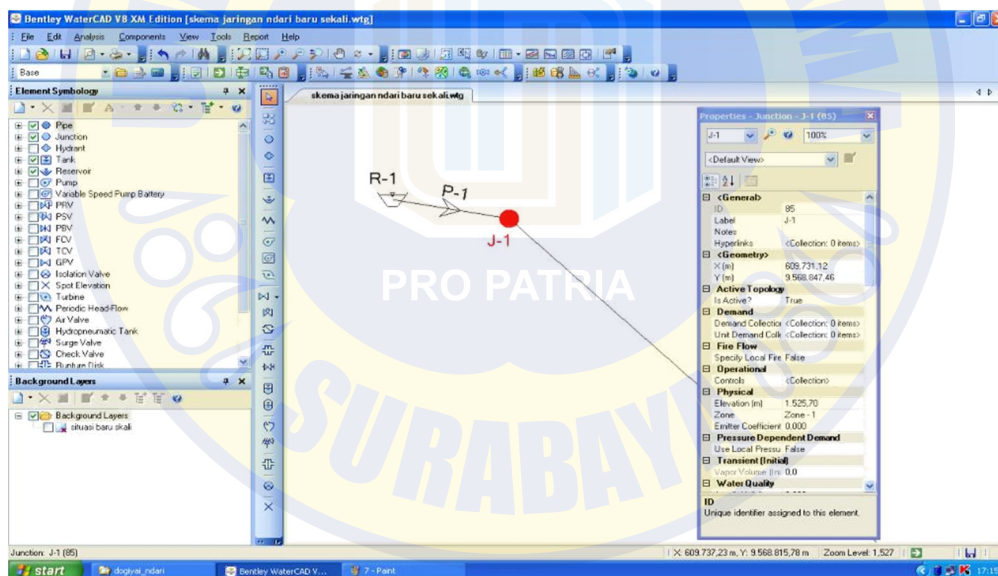 Bentley WaterCAD V8 XM Edition [skema jaringan ndari baru sekali.wtg]
File Edit Analysis Components View Tools Report Help
Base
Element Symbology
Pipe
Junction
Hydrant
Tank
Reservoir
Pump
Variable Speed Pump Battery
PRV
PSV
PBV
FCV
TCV
GPV
Isolation Valve
Spot Elevation
Turbine
Periodic Head-Flow
Air Valve
Hydropneumatic Tank
Surge Valve
Check Valve
Rupture Disk
Background Layers
Background Layers
situasi baru skali
skema jaringan ndari baru sekali.wtg
R-1
P-1
J-1
PRO PATRIA
SURABAYA
Properties - Junction - J-1 (85)
J-1 100%
<Default View>
<General>
ID 85
Label J-1
Notes
Hyperlinks <Collection: 0 items>
<Geometry>
X (m) 609.731,12
Y (m) 9.568.847,46
Active Topology
Is Active? True
Demand
Demand Collection <Collection: 0 items>
Unit Demand Colle <Collection: 0 items>
Fire Flow
Specify Local Fire False
Operational
Controls <Collection>
Physical
Elevation (m) 1.525,70
Zone Zone - 1
Emitter Coefficient 0,000
Pressure Dependent Demand
Use Local Pressu False
Transient (Initial)
Vapor Volume (Ini 0,0
Water Quality
ID
Unique identifier assigned to this element.
Junction: J-1 (85)
X: 609.737,23 m, Y: 9.568.815,78 m Zoom Level: 1,527
start dogiyai_ndari Bentley WaterCAD V... 7 - Paint 17:15